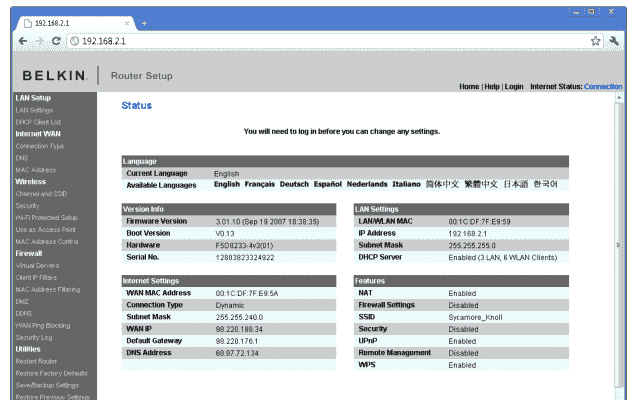 192.168.2.1
192.168.2.1
BELKIN.
Router Setup
Home | Help | Login Internet Status: Connection
LAN Setup
LAN Settings
DHCP Client List
Internet WAN
Connection Type
DNS
MAC Address
Wireless
Channel and SSID
Security
Wi-Fi Protected Setup
Use as Access Point
MAC Address Control
Firewall
Virtual Servers
Client IP Filters
MAC Address Filtering
DMZ
DDNS
WAN Ping Blocking
Security Log
Utilities
Restart Router
Restore Factory Defaults
Save/Backup Settings
Restore Previous Settings
Status
You will need to log in before you can change any settings.
Language
Current Language English
Available Languages English Français Deutsch Español Nederlands Italiano 简体中文 繁體中文 日本語 한국어
Version Info
Firmware Version 3.01.10 (Sep 19 2007 18:38:35)
Boot Version V0.13
Hardware F5D8233-4v3(01)
Serial No. 12803823324922
LAN Settings
LAN/WLAN MAC 00:1C:DF:7F:E9:59
IP Address 192.168.2.1
Subnet Mask 255.255.255.0
DHCP Server Enabled (3 LAN, 6 WLAN Clients)
Internet Settings
WAN MAC Address 00:1C:DF:7F:E9:5A
Connection Type Dynamic
Subnet Mask 255.255.240.0
WAN IP 98.220.188.34
Default Gateway 98.220.176.1
DNS Address 68.87.72.134
Features
NAT Enabled
Firewall Settings Disabled
SSID Sycamore_Knoll
Security Disabled
UPnP Enabled
Remote Management Disabled
WPS Enabled